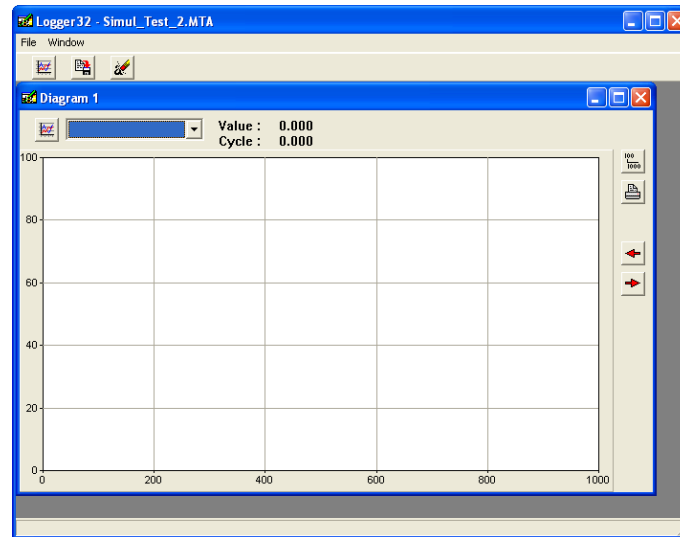 Logger32 - Simul_Test_2.MTA
File Window
Diagram 1
Value : 0.000
Cycle : 0.000
100
80
60
40
20
0
0 200 400 600 800 1000
100
1000